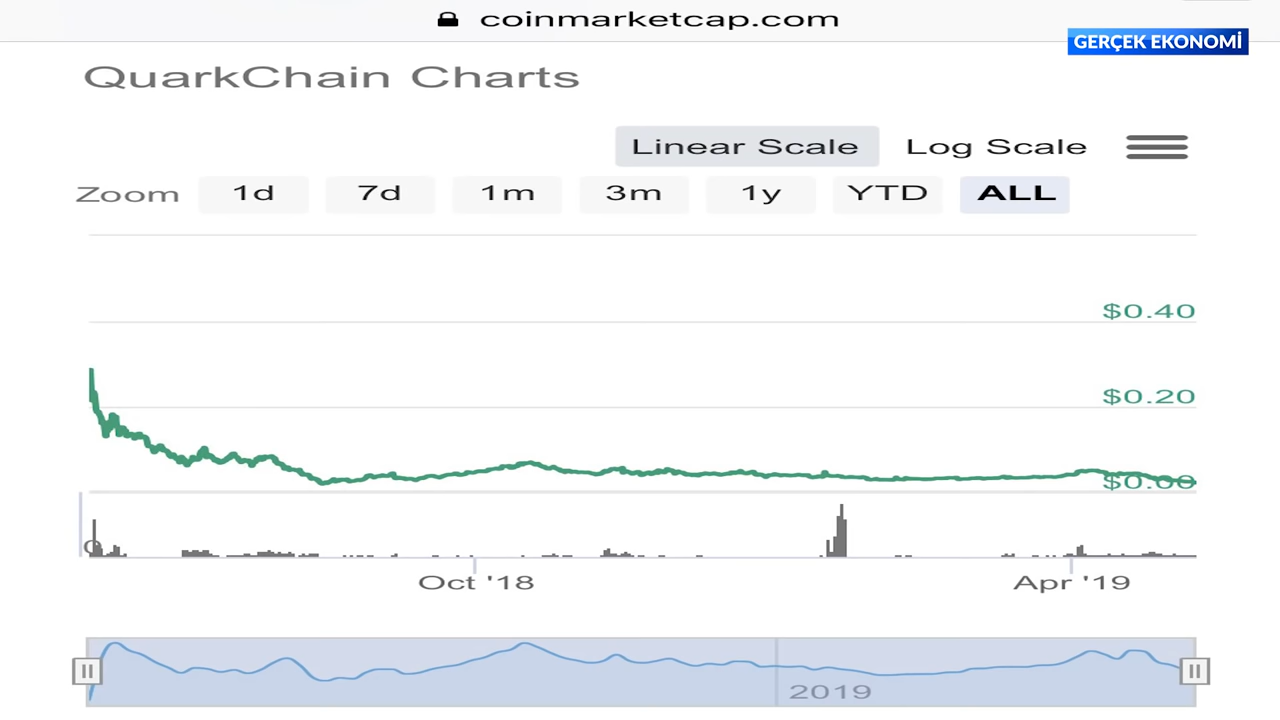 coinmarketcap.com
GERÇEK EKONOMİ
QuarkChain Charts
Linear Scale Log Scale
Zoom 1d 7d 1m 3m 1y YTD ALL
$0.40
$0.20
$0.00
0
Oct '18 Apr '19
2019